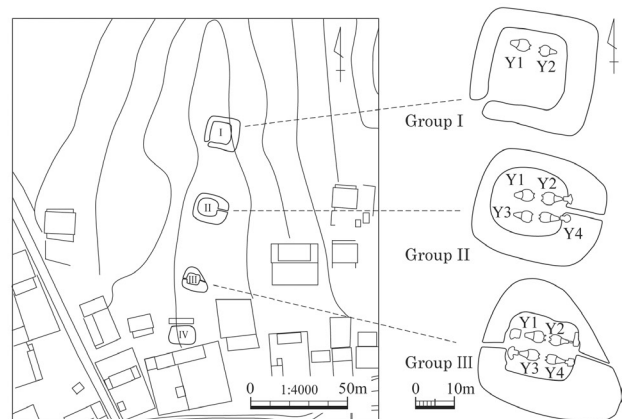 I
II
III
IV
0 1:4000 50m
Group I
Y1 Y2
Group II
Y1 Y2
Y3 Y4
Group III
Y1 Y2
Y3 Y4
0 10m